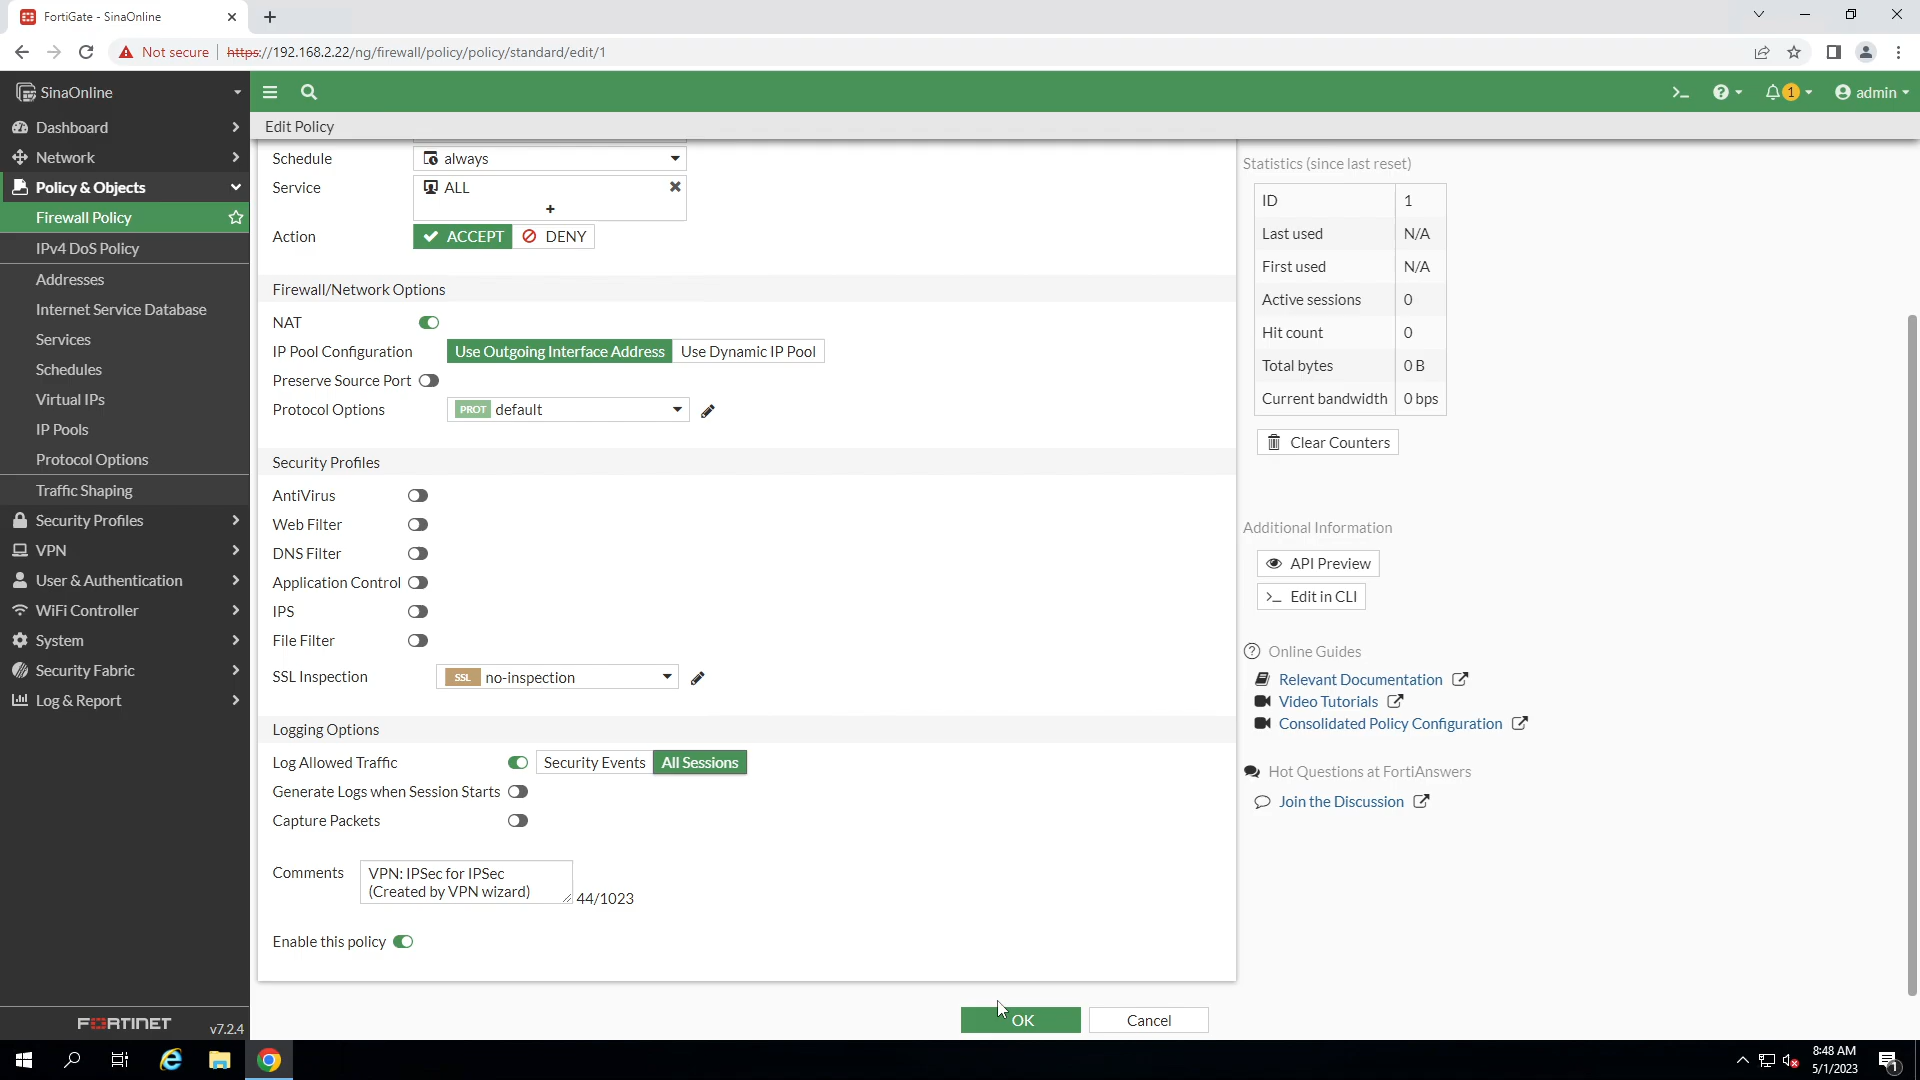 FortiGate - SinaOnline
Not secure
https://192.168.2.22/ng/firewall/policy/policy/standard/edit/1
SinaOnline
1
admin
Dashboard
Network
Policy & Objects
Firewall Policy
IPv4 DoS Policy
Addresses
Internet Service Database
Services
Schedules
Virtual IPs
IP Pools
Protocol Options
Traffic Shaping
Security Profiles
VPN
User & Authentication
WiFi Controller
System
Security Fabric
Log & Report
FORTINET
v7.2.4
Edit Policy
Schedule always
Service ALL
Action ACCEPT DENY
Firewall/Network Options
NAT
IP Pool Configuration Use Outgoing Interface Address Use Dynamic IP Pool
Preserve Source Port
Protocol Options PROT default
Security Profiles
AntiVirus
Web Filter
DNS Filter
Application Control
IPS
File Filter
SSL Inspection SSL no-inspection
Logging Options
Log Allowed Traffic Security Events All Sessions
Generate Logs when Session Starts
Capture Packets
Comments VPN: IPSec for IPSec
(Created by VPN wizard) 44/1023
Enable this policy
OK Cancel
Statistics (since last reset)
ID 1
Last used N/A
First used N/A
Active sessions 0
Hit count 0
Total bytes 0 B
Current bandwidth 0 bps
Clear Counters
Additional Information
API Preview
>_ Edit in CLI
Online Guides
Relevant Documentation
Video Tutorials
Consolidated Policy Configuration
Hot Questions at FortiAnswers
Join the Discussion
8:48 AM
5/1/2023
1